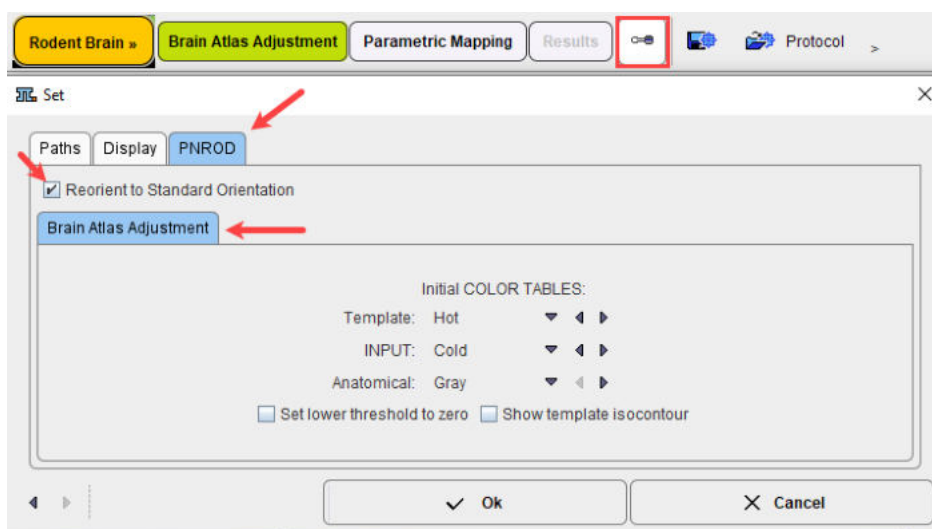 Rodent Brain » Brain Atlas Adjustment Parametric Mapping Results Protocol >
Set
Paths Display PNROD
Reorient to Standard Orientation
Brain Atlas Adjustment
Initial COLOR TABLES:
Template: Hot
INPUT: Cold
Anatomical: Gray
Set lower threshold to zero Show template isocontour
Ok Cancel